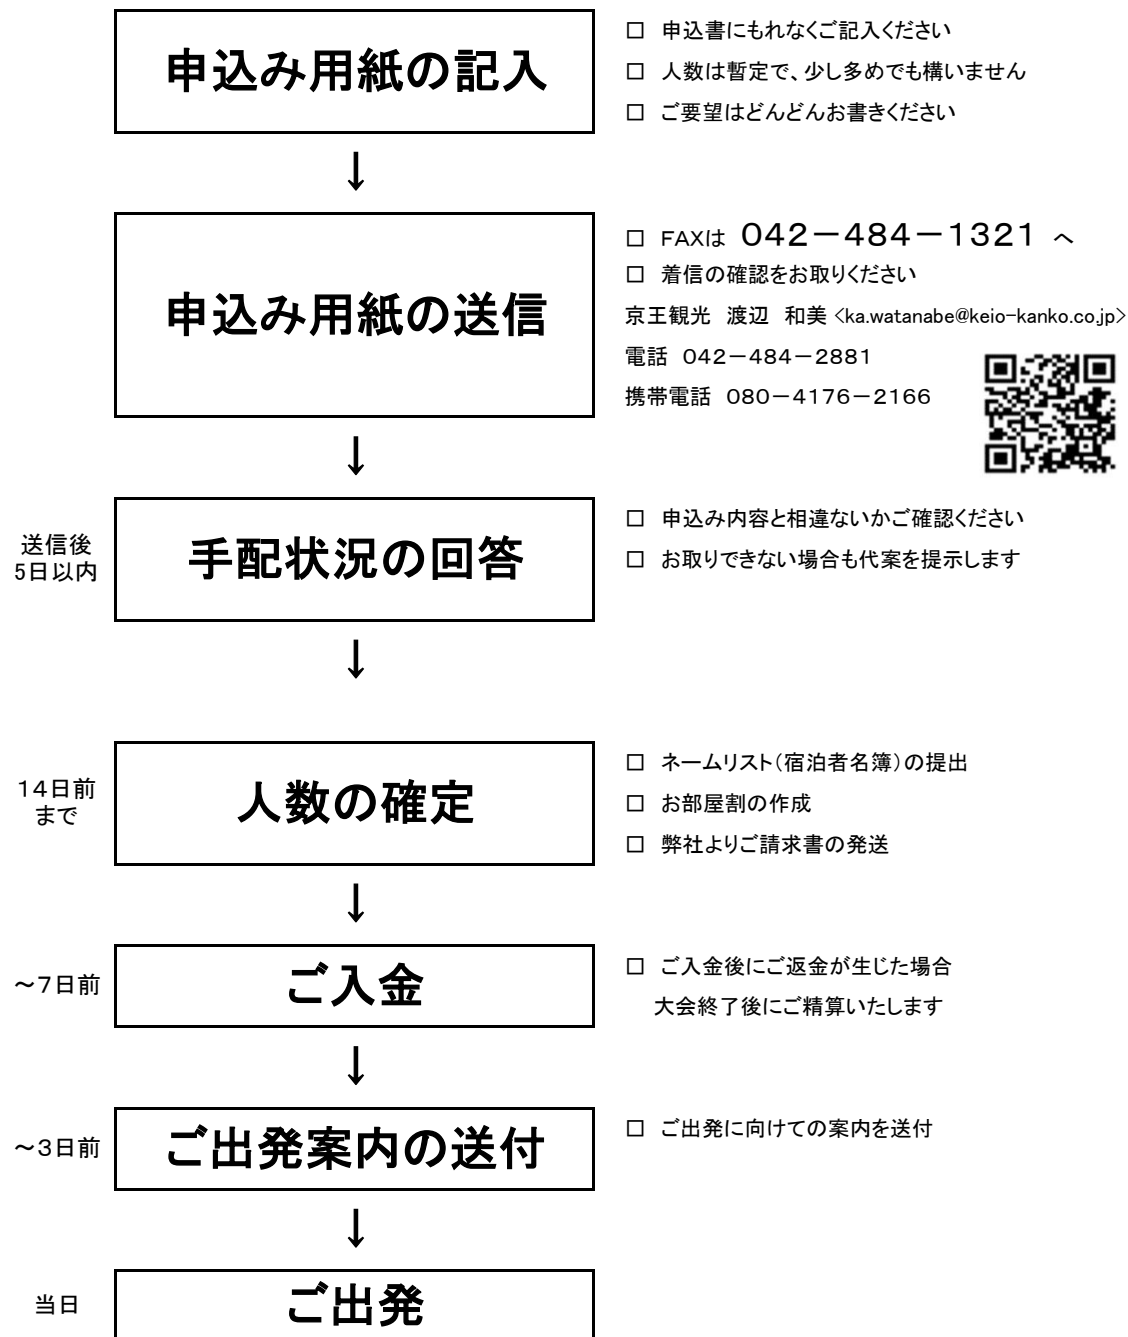 申込み用紙の記入
□ 申込書にもれなくご記入ください
□ 人数は暫定で、少し多めでも構いません
□ ご要望はどんどんお書きください
↓
申込み用紙の送信
□ FAXは 042－484－1321 へ
□ 着信の確認をお取りください
京王観光 渡辺 和美 <ka.watanabe@keio-kanko.co.jp>
電話 042－484－2881
携帯電話 080－4176－2166
↓
送信後
5日以内
手配状況の回答
□ 申込み内容と相違ないかご確認ください
□ お取りできない場合も代案を提示します
↓
14日前
まで
人数の確定
□ ネームリスト（宿泊者名簿）の提出
□ お部屋割の作成
□ 弊社よりご請求書の発送
↓
～7日前
ご入金
□ ご入金後にご返金が生じた場合
大会終了後にご精算いたします
↓
～3日前
ご出発案内の送付
□ ご出発に向けての案内を送付
↓
当日
ご出発